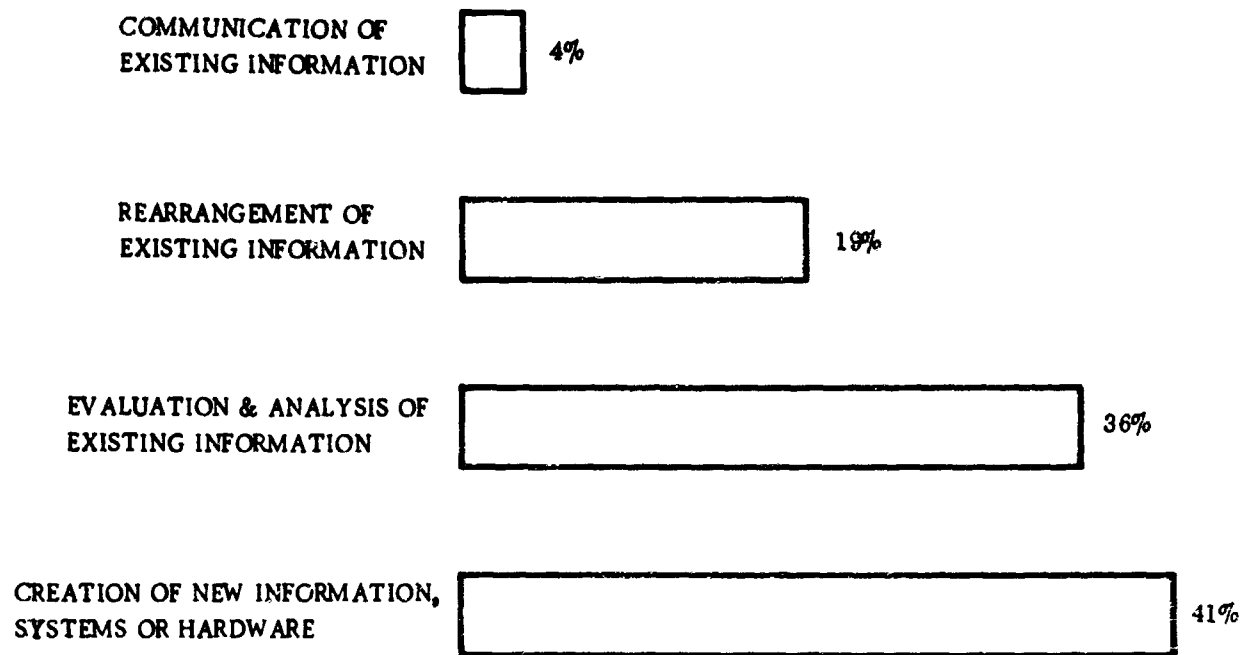 COMMUNICATION OF
EXISTING INFORMATION
4%
REARRANGEMENT OF
EXISTING INFORMATION
19%
EVALUATION & ANALYSIS OF
EXISTING INFORMATION
36%
CREATION OF NEW INFORMATION,
SYSTEMS OR HARDWARE
41%